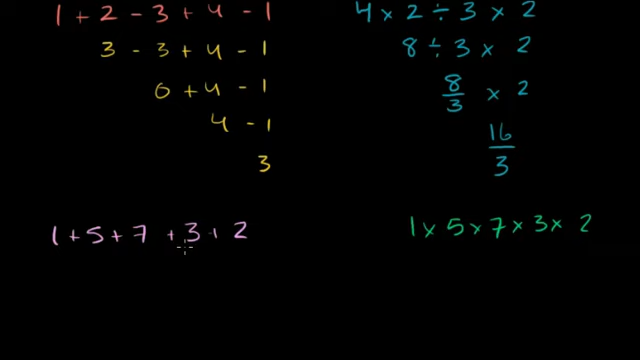 1 + 2 - 3 + 4 - 1
3 - 3 + 4 - 1
0 + 4 - 1
4 - 1
3
4 × 2 ÷ 3 × 2
8 ÷ 3 × 2
8/3 × 2
16/3
1 + 5 + 7 + 3 + 2
1 × 5 × 7 × 3 × 2